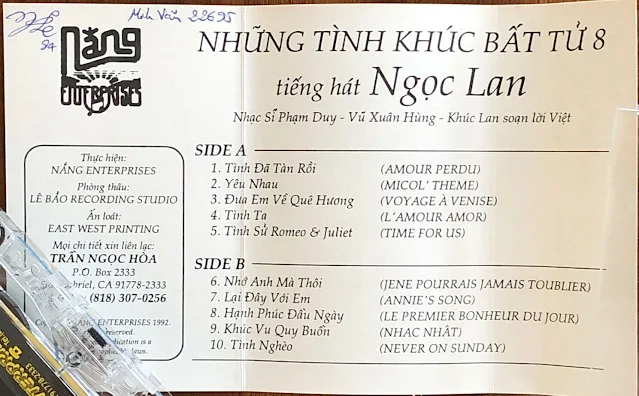 Minh Văn 22695
Nắng
ENTERPRISES
NHỮNG TÌNH KHÚC BẤT TỬ 8
tiếng hát Ngọc Lan
Nhạc Sĩ Phạm Duy - Vũ Xuân Hùng - Khúc Lan soạn lời Việt
Thực hiện:
NẮNG ENTERPRISES
Phòng thâu:
LÊ BẢO RECORDING STUDIO
Ấn loát:
EAST WEST PRINTING
Mọi chi tiết xin liên lạc:
TRẦN NGỌC HÒA
P.O. Box 2333
Gabriel, CA 91778-2333
(818) 307-0256
ENTERPRISES 1992.
reserved.
SIDE A
1. Tình Đã Tàn Rồi (AMOUR PERDU)
2. Yêu Nhau (MICOL' THEME)
3. Đưa Em Về Quê Hương (VOYAGE À VENISE)
4. Tình Ta (L'AMOUR AMOR)
5. Tình Sử Romeo & Juliet (TIME FOR US)
SIDE B
6. Nhớ Anh Mà Thôi (JENE POURRAIS JAMAIS TOUBLIER)
7. Lại Đây Với Em (ANNIE'S SONG)
8. Hạnh Phúc Đầu Ngày (LE PREMIER BONHEUR DU JOUR)
9. Khúc Vu Quy Buồn (NHẠC NHẬT)
10. Tình Nghèo (NEVER ON SUNDAY)